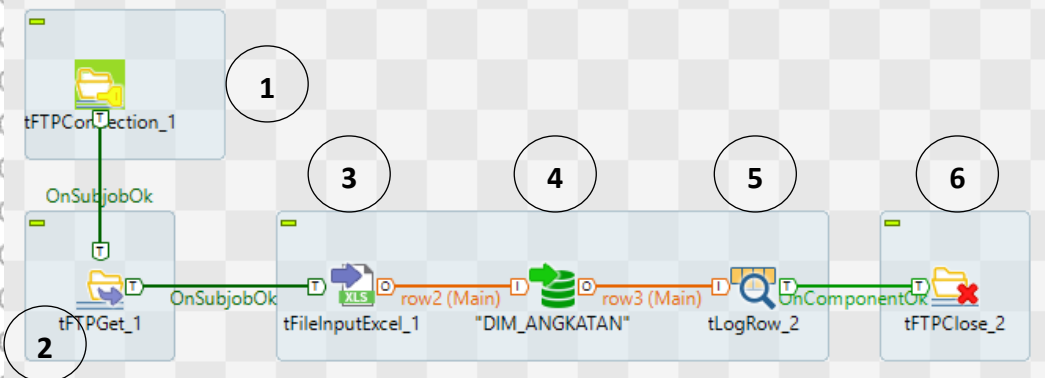 1
tFTPConnection_1
OnSubjobOk
3
4
5
6
T
T
T
OnSubjobOk
T
XLS
O
row2 (Main)
I
O
row3 (Main)
I
T
OnComponentOk
T
2
tFTPGet_1
tFileInputExcel_1
"DIM_ANGKATAN"
tLogRow_2
tFTPClose_2